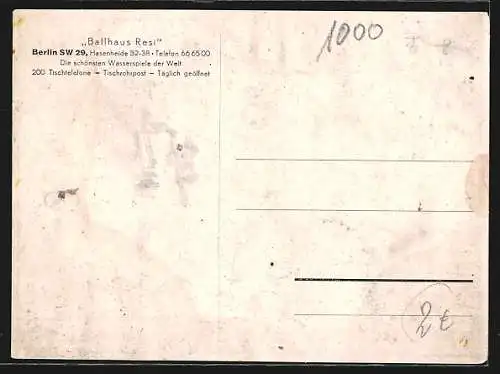 „Ballhaus Resi“
Berlin SW 29, Hasenheide 32-38 · Telefon 66 65 00
Die schönsten Wasserspiele der Welt
200 Tischtelefone – Tischrohrpost – Täglich geöffnet
1000
2€